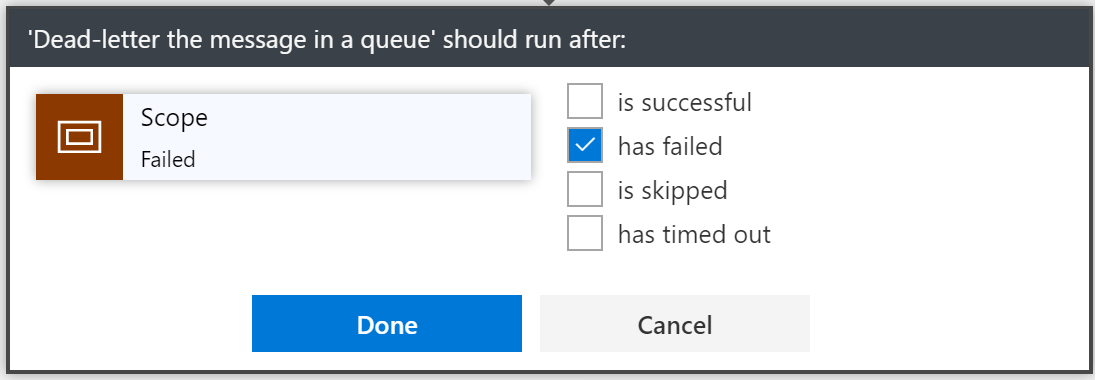 'Dead-letter the message in a queue' should run after:
Scope
Failed
is successful
has failed
is skipped
has timed out
Done
Cancel